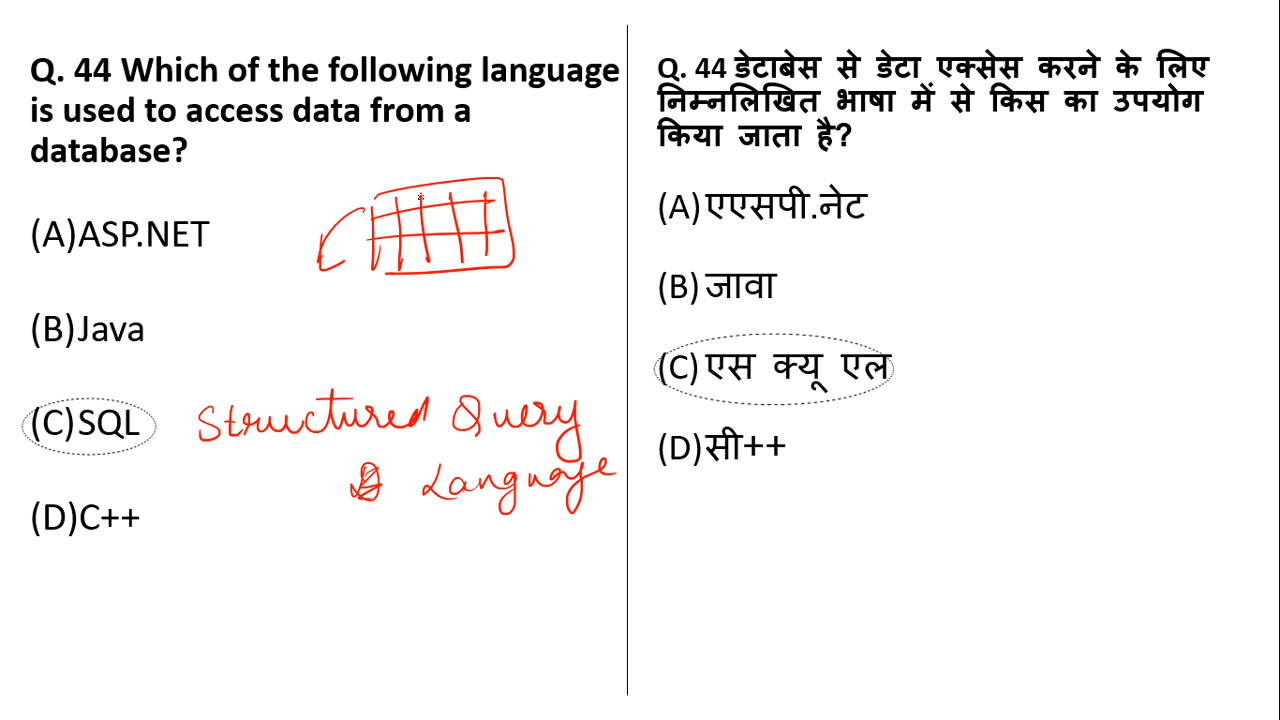 Q. 44 Which of the following language
is used to access data from a
database?
(A)ASP.NET
(B)Java
(C)SQL
Structured Query
Language
(D)C++
Q. 44 डेटाबेस से डेटा एक्सेस करने के लिए
निम्नलिखित भाषा में से किस का उपयोग
किया जाता है?
(A)एएसपी.नेट
(B)जावा
(C)एस क्यू एल
(D)सी++